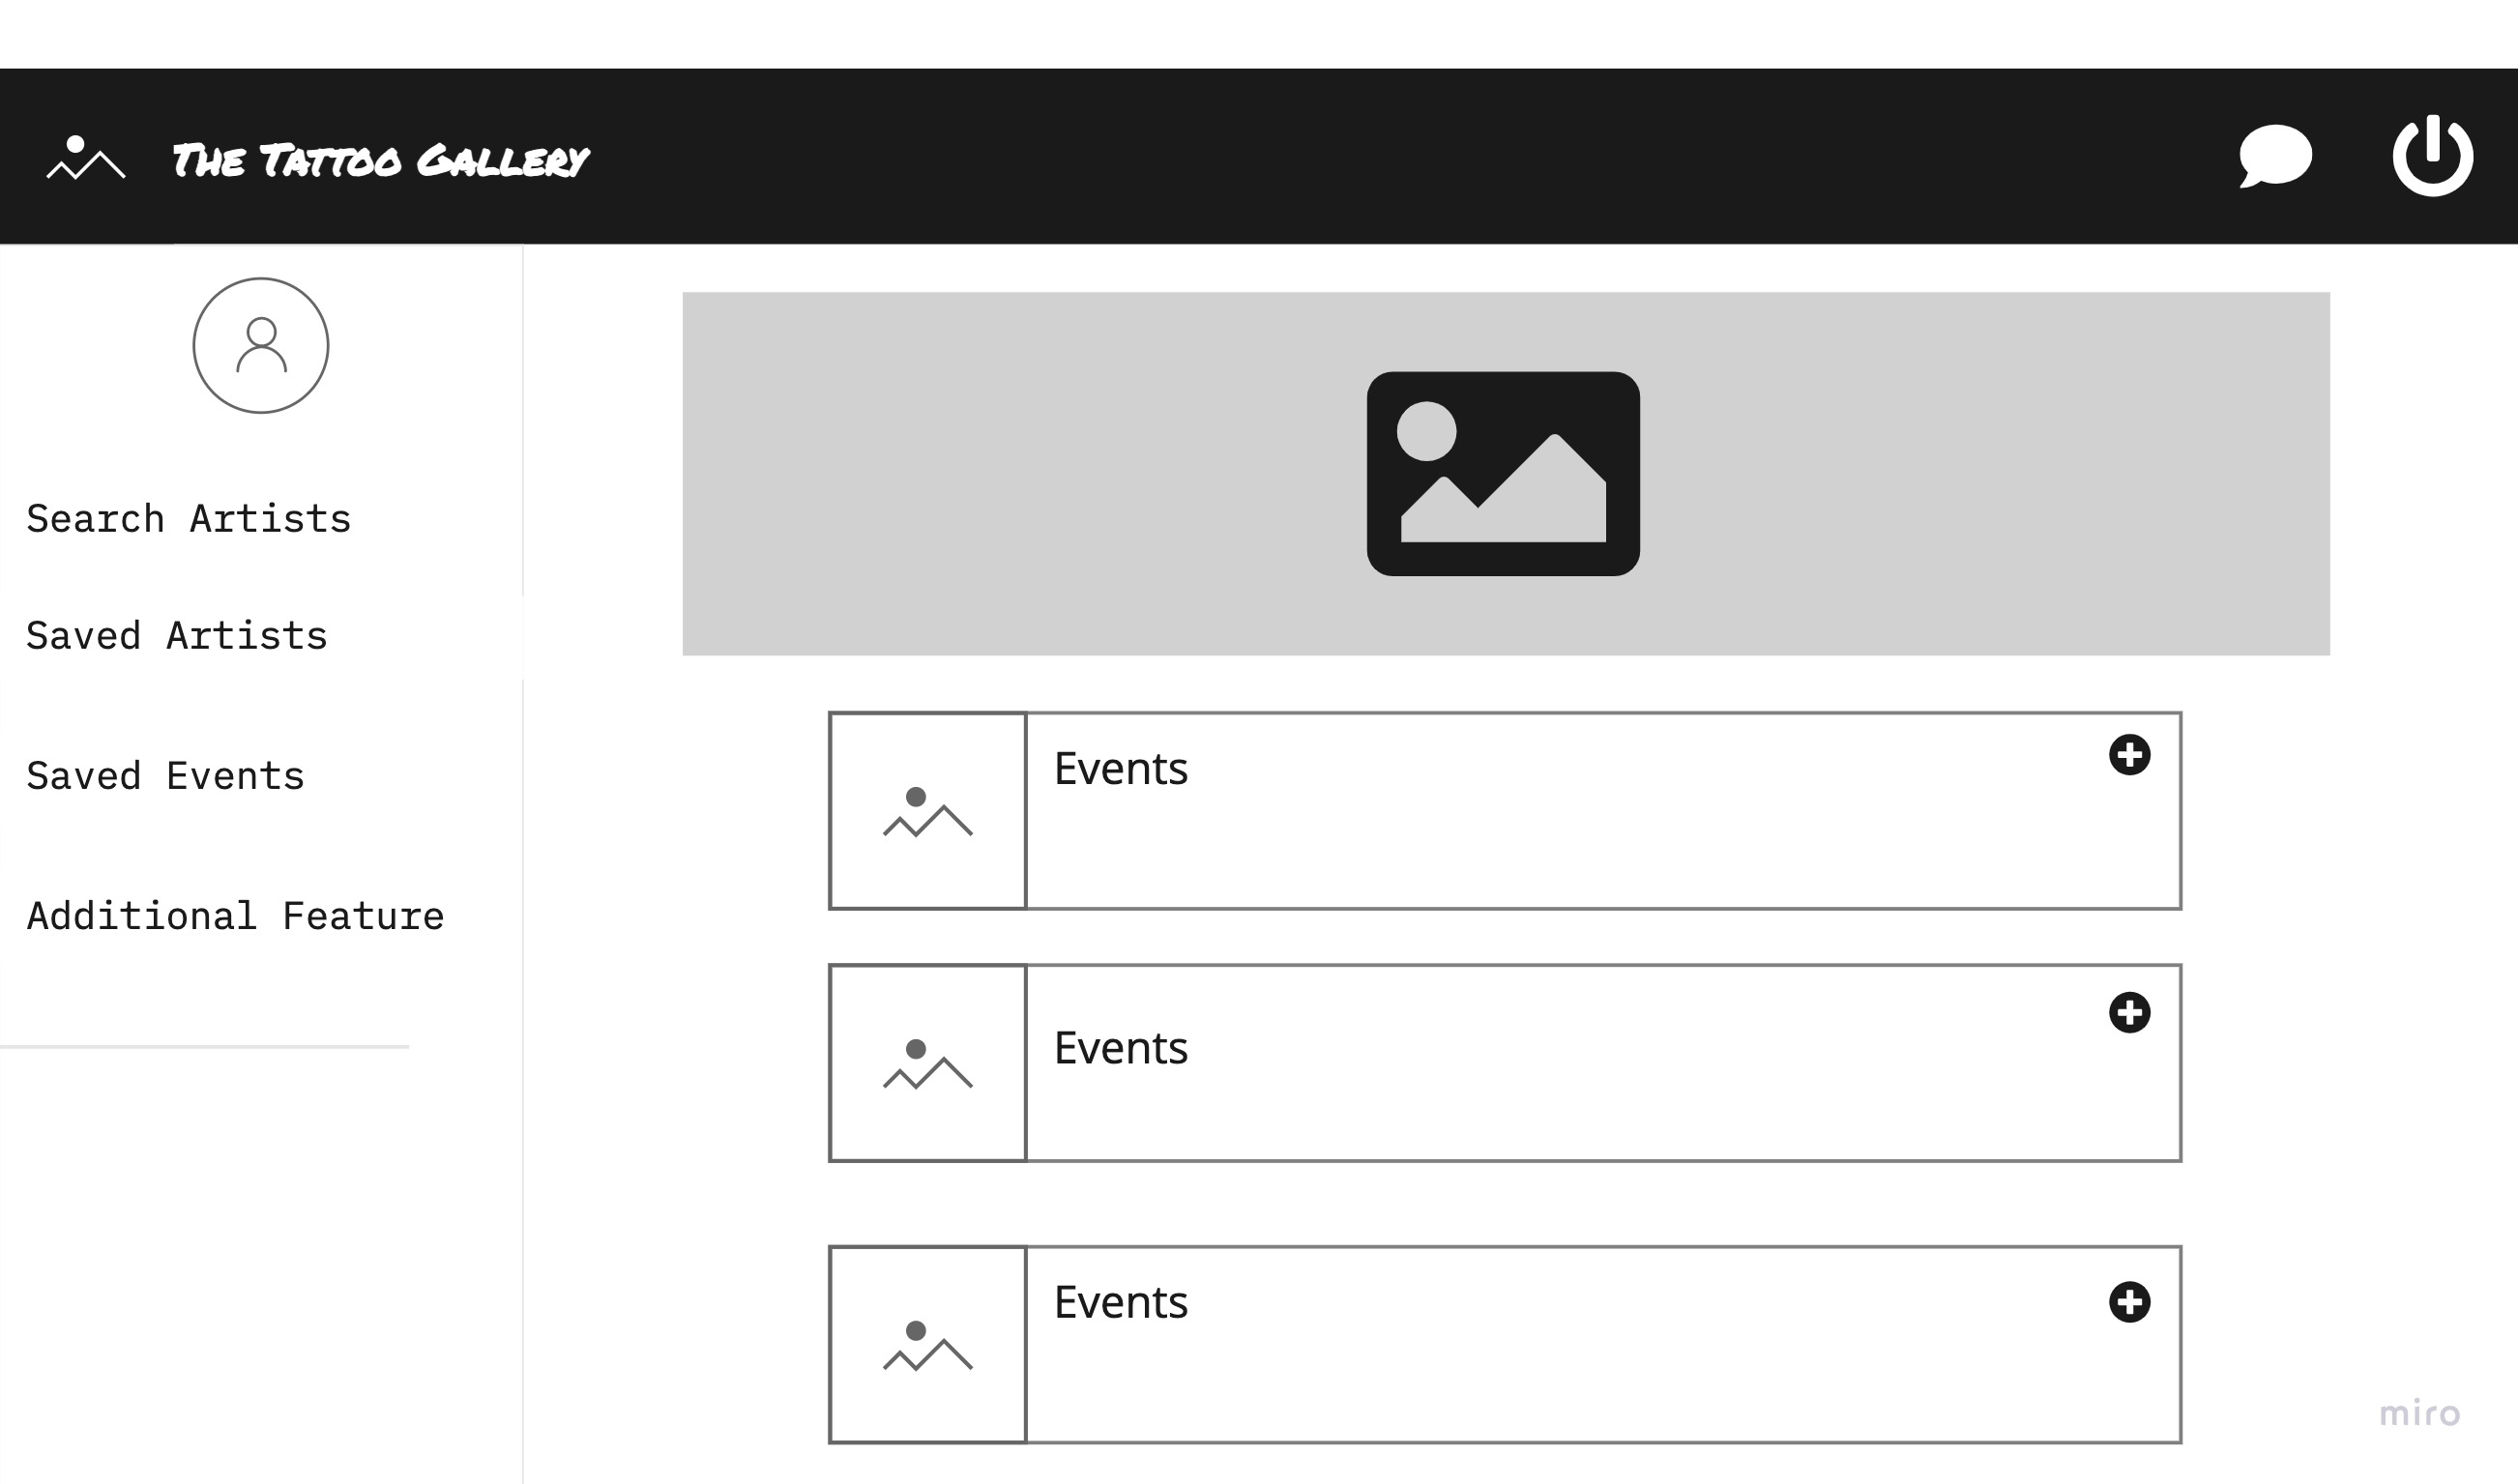 The Tattoo Gallery
Search Artists
Saved Artists
Saved Events
Additional Feature
Events
Events
Events
miro